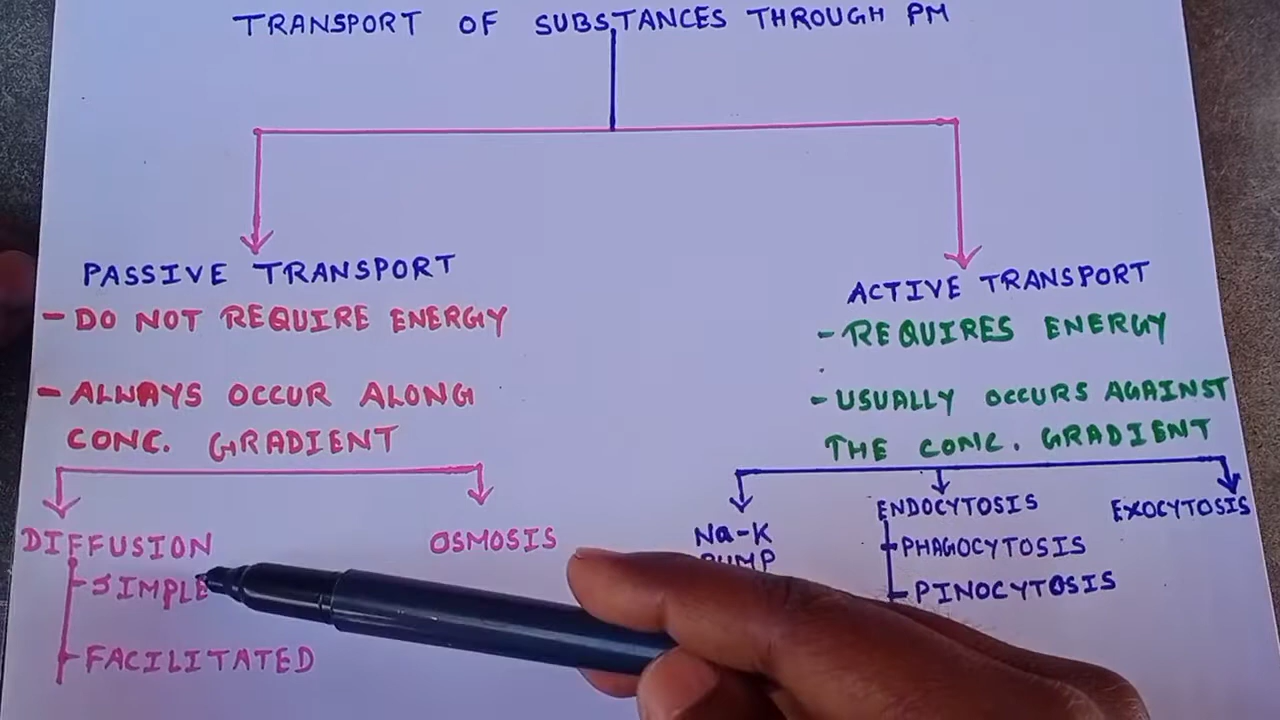 TRANSPORT OF SUBSTANCES THROUGH PM
PASSIVE TRANSPORT
- DO NOT REQUIRE ENERGY
- ALWAYS OCCUR ALONG
CONC. GRADIENT
DIFFUSION
SIMPLE
FACILITATED
OSMOSIS
ACTIVE TRANSPORT
- REQUIRES ENERGY
- USUALLY OCCURS AGAINST
THE CONC. GRADIENT
Na-K
PUMP
ENDOCYTOSIS
PHAGOCYTOSIS
PINOCYTOSIS
EXOCYTOSIS